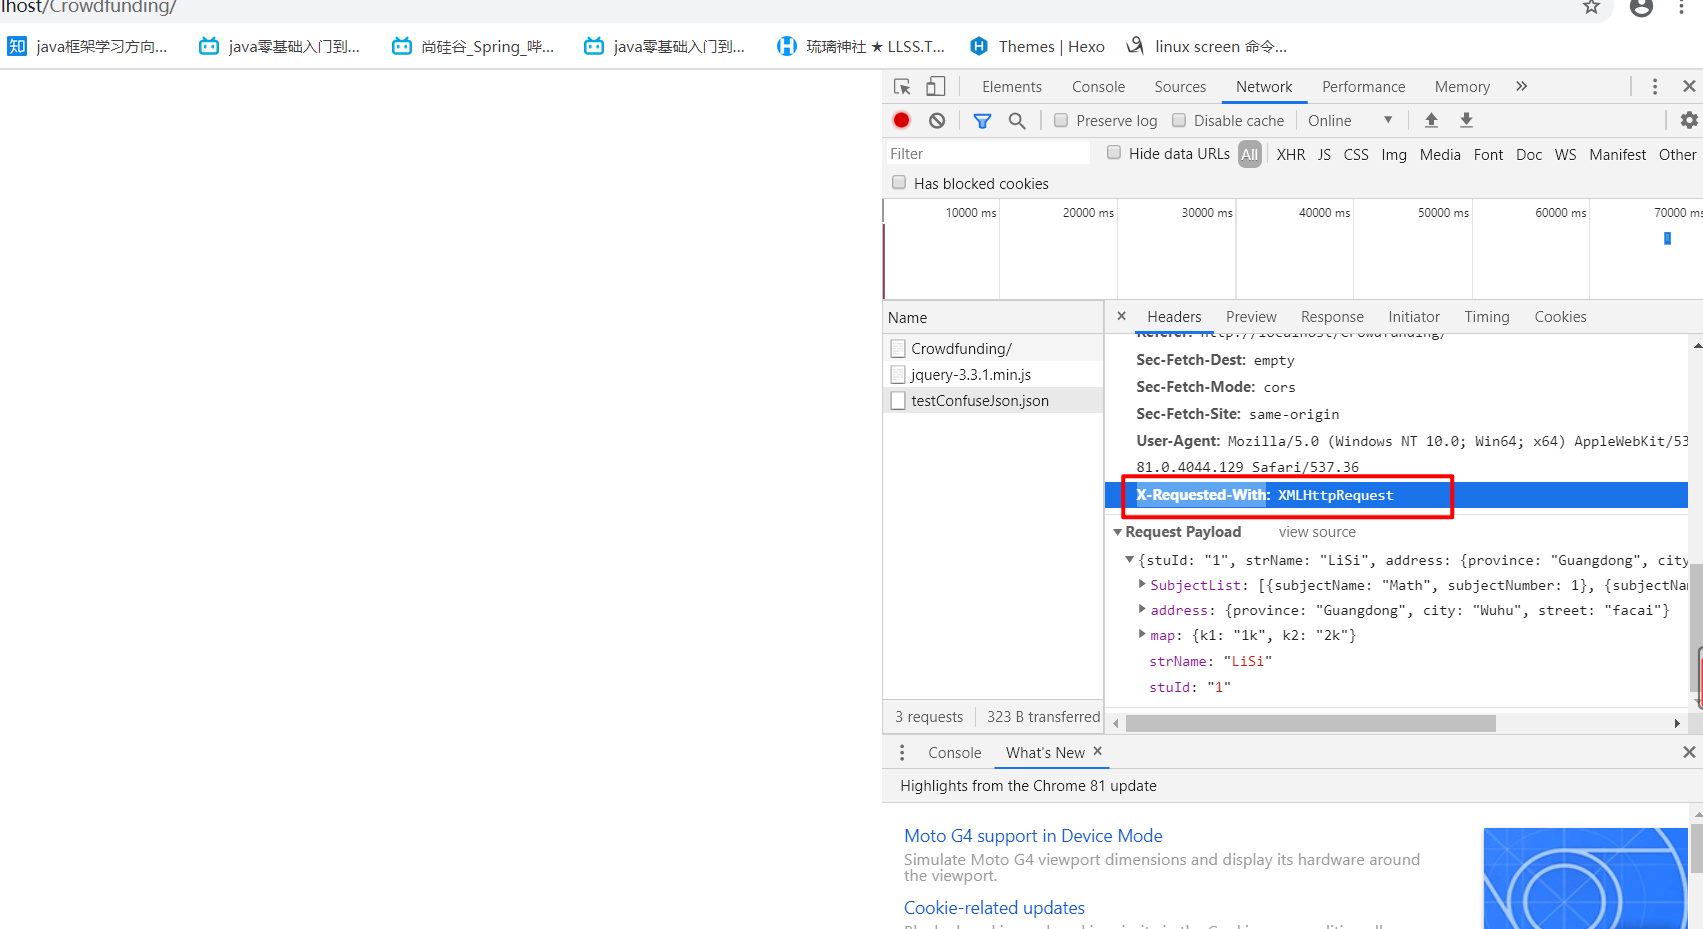 lhost/Crowdfunding/
java框架学习方向... java零基础入门到... 尚硅谷_Spring_哔... java零基础入门到... 琉璃神社 ★ LLSS.T... Themes | Hexo linux screen 命令...
Elements Console Sources Network Performance Memory »
Preserve log Disable cache Online
Filter Hide data URLs All XHR JS CSS Img Media Font Doc WS Manifest Other
Has blocked cookies
10000 ms 20000 ms 30000 ms 40000 ms 50000 ms 60000 ms 70000 ms
Name × Headers Preview Response Initiator Timing Cookies
Crowdfunding/
jquery-3.3.1.min.js
testConfuseJson.json
Referer: http://localhost/Crowdfunding/
Sec-Fetch-Dest: empty
Sec-Fetch-Mode: cors
Sec-Fetch-Site: same-origin
User-Agent: Mozilla/5.0 (Windows NT 10.0; Win64; x64) AppleWebKit/53
81.0.4044.129 Safari/537.36
X-Requested-With: XMLHttpRequest
Request Payload view source
{stuId: "1", strName: "LiSi", address: {province: "Guangdong", city
SubjectList: [{subjectName: "Math", subjectNumber: 1}, {subjectNa
address: {province: "Guangdong", city: "Wuhu", street: "facai"}
map: {k1: "1k", k2: "2k"}
strName: "LiSi"
stuId: "1"
3 requests 323 B transferred
Console What's New ×
Highlights from the Chrome 81 update
Moto G4 support in Device Mode
Simulate Moto G4 viewport dimensions and display its hardware around
the viewport.
Cookie-related updates